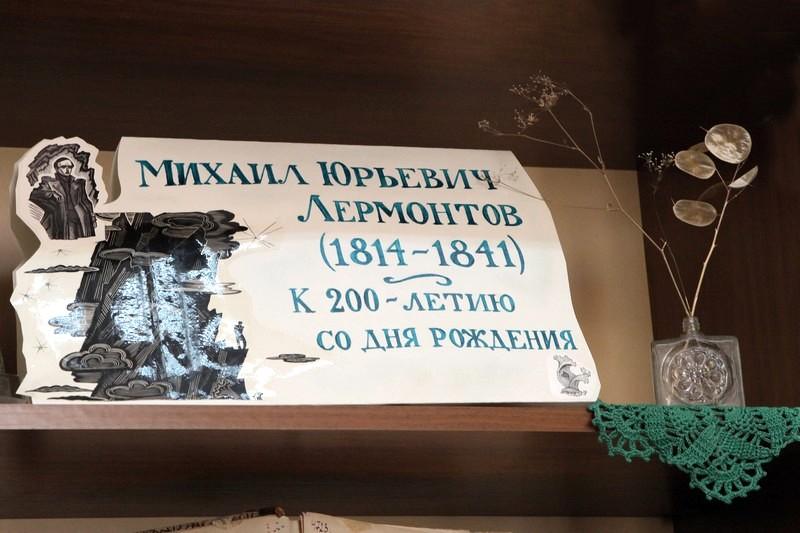 Михаил Юрьевич
Лермонтов
(1814-1841)
К 200-летию
со дня рождения